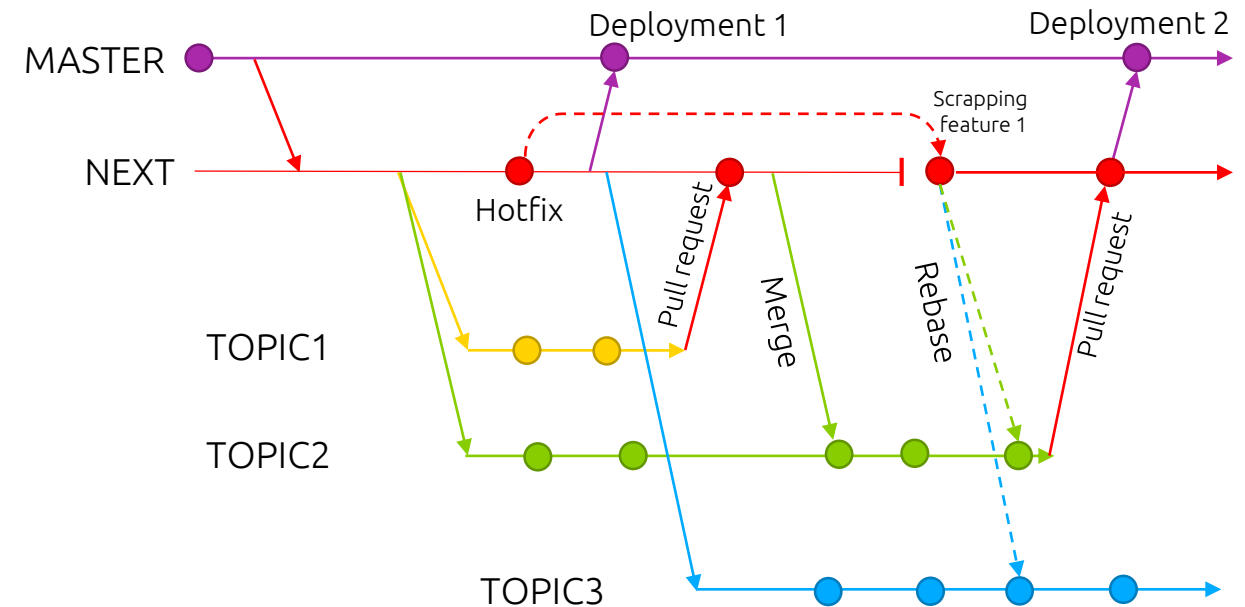 Deployment 1
Deployment 2
MASTER
Scrapping
feature 1
NEXT
Hotfix
Pull request
Merge
Rebase
Pull request
TOPIC1
TOPIC2
TOPIC3